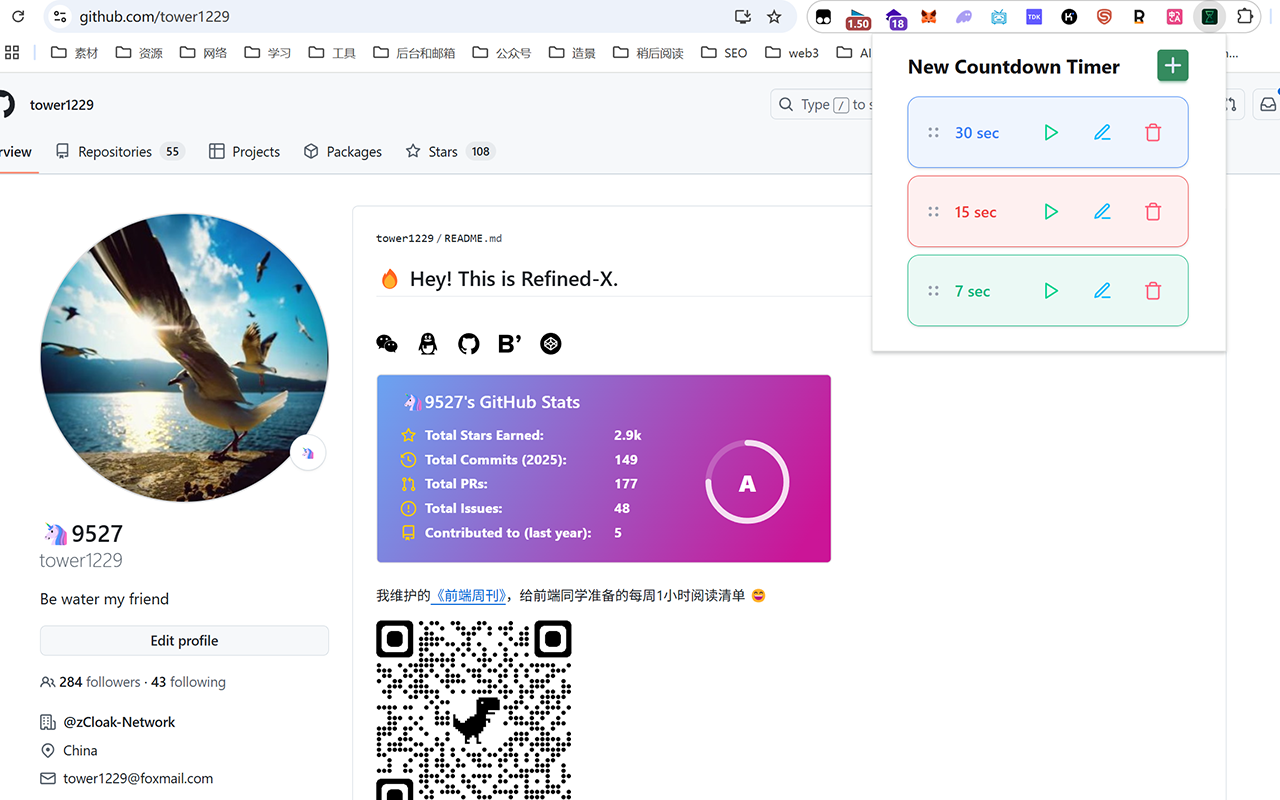 github.com/tower1229
1.50
18
TDK
素材
资源
网络
学习
工具
后台和邮箱
公众号
造景
稍后阅读
SEO
web3
AI
tower1229
Type / to s
rview
Repositories 55
Projects
Packages
Stars 108
New Countdown Timer
30 sec
15 sec
7 sec
tower1229 / README.md
🔥 Hey! This is Refined-X.
🦄9527's GitHub Stats
Total Stars Earned: 2.9k
Total Commits (2025): 149
Total PRs: 177
Total Issues: 48
Contributed to (last year): 5
A
我维护的《前端周刊》，给前端同学准备的每周1小时阅读清单 😄
🦄9527
tower1229
Be water my friend
Edit profile
284 followers · 43 following
@zCloak-Network
China
tower1229@foxmail.com